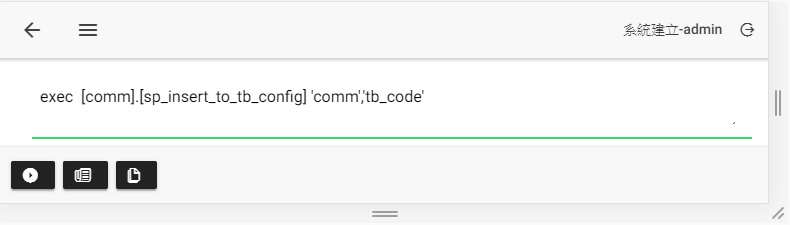 系統建立-admin
exec  [comm].[sp_insert_to_tb_config] 'comm','tb_code'